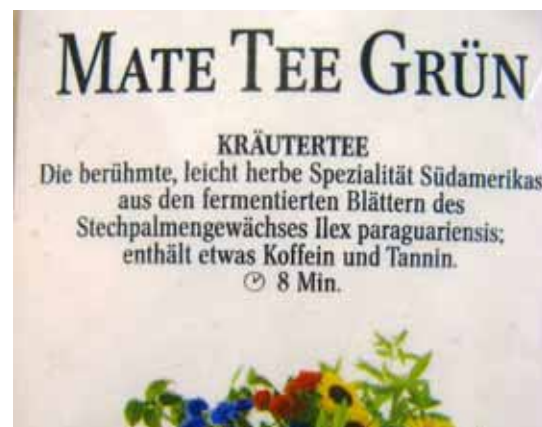 MATE TEE GRÜN
KRÄUTERTEE
Die berühmte, leicht herbe Spezialität Südamerikas
aus den fermentierten Blättern des
Stechpalmengewächses Ilex paraguariensis;
enthält etwas Koffein und Tannin.
8 Min.